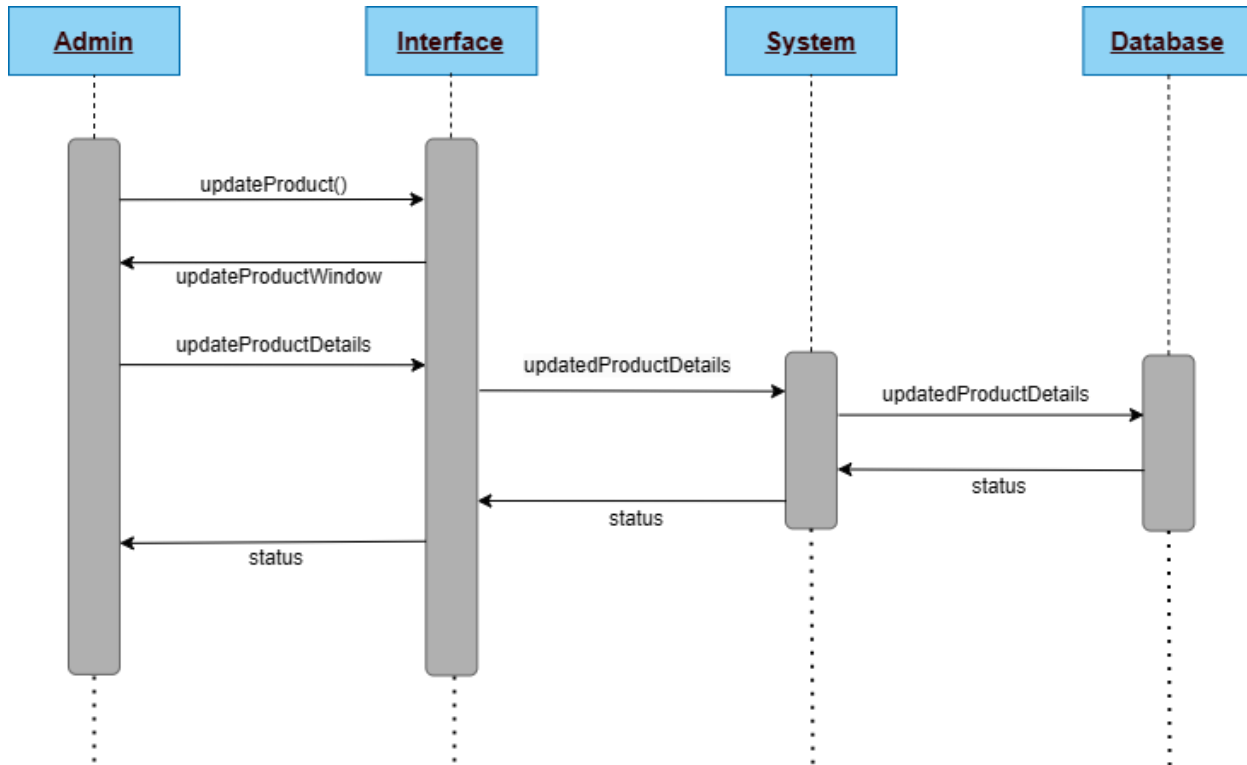 Admin
Interface
System
Database
updateProduct()
updateProductWindow
updateProductDetails
updatedProductDetails
updatedProductDetails
status
status
status